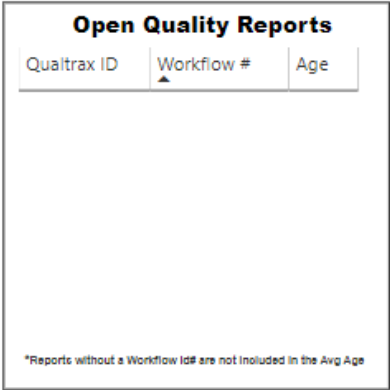 Open Quality Reports
Qualtrax ID Workflow # Age
*Reports without a Workflow Id# are not included in the Avg Age